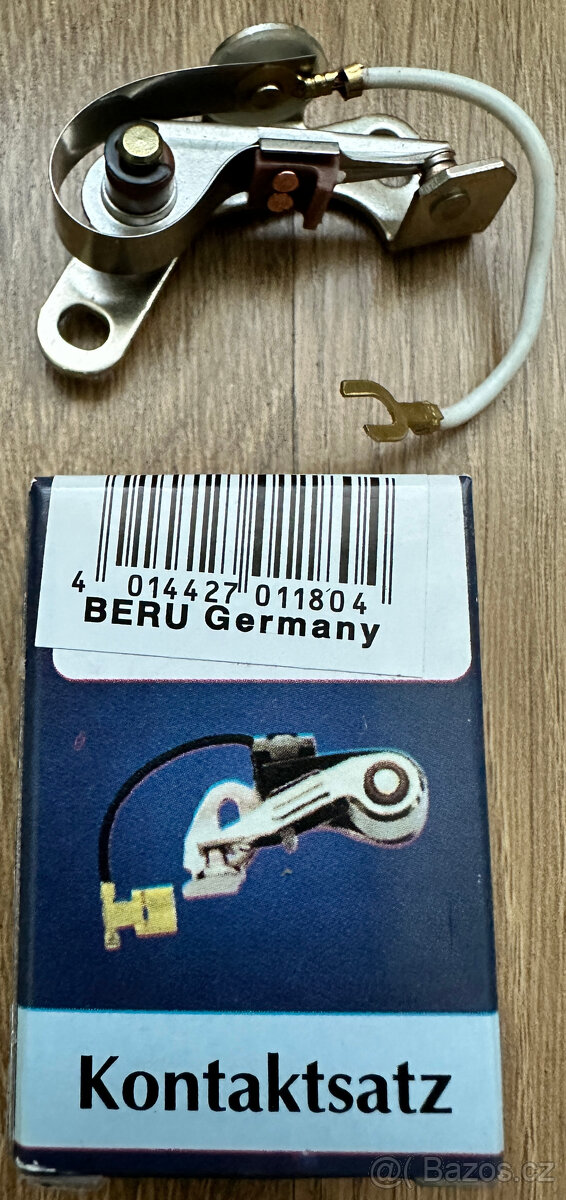 4 014427 011804
BERU Germany
Kontaktsatz
Bazos.cz